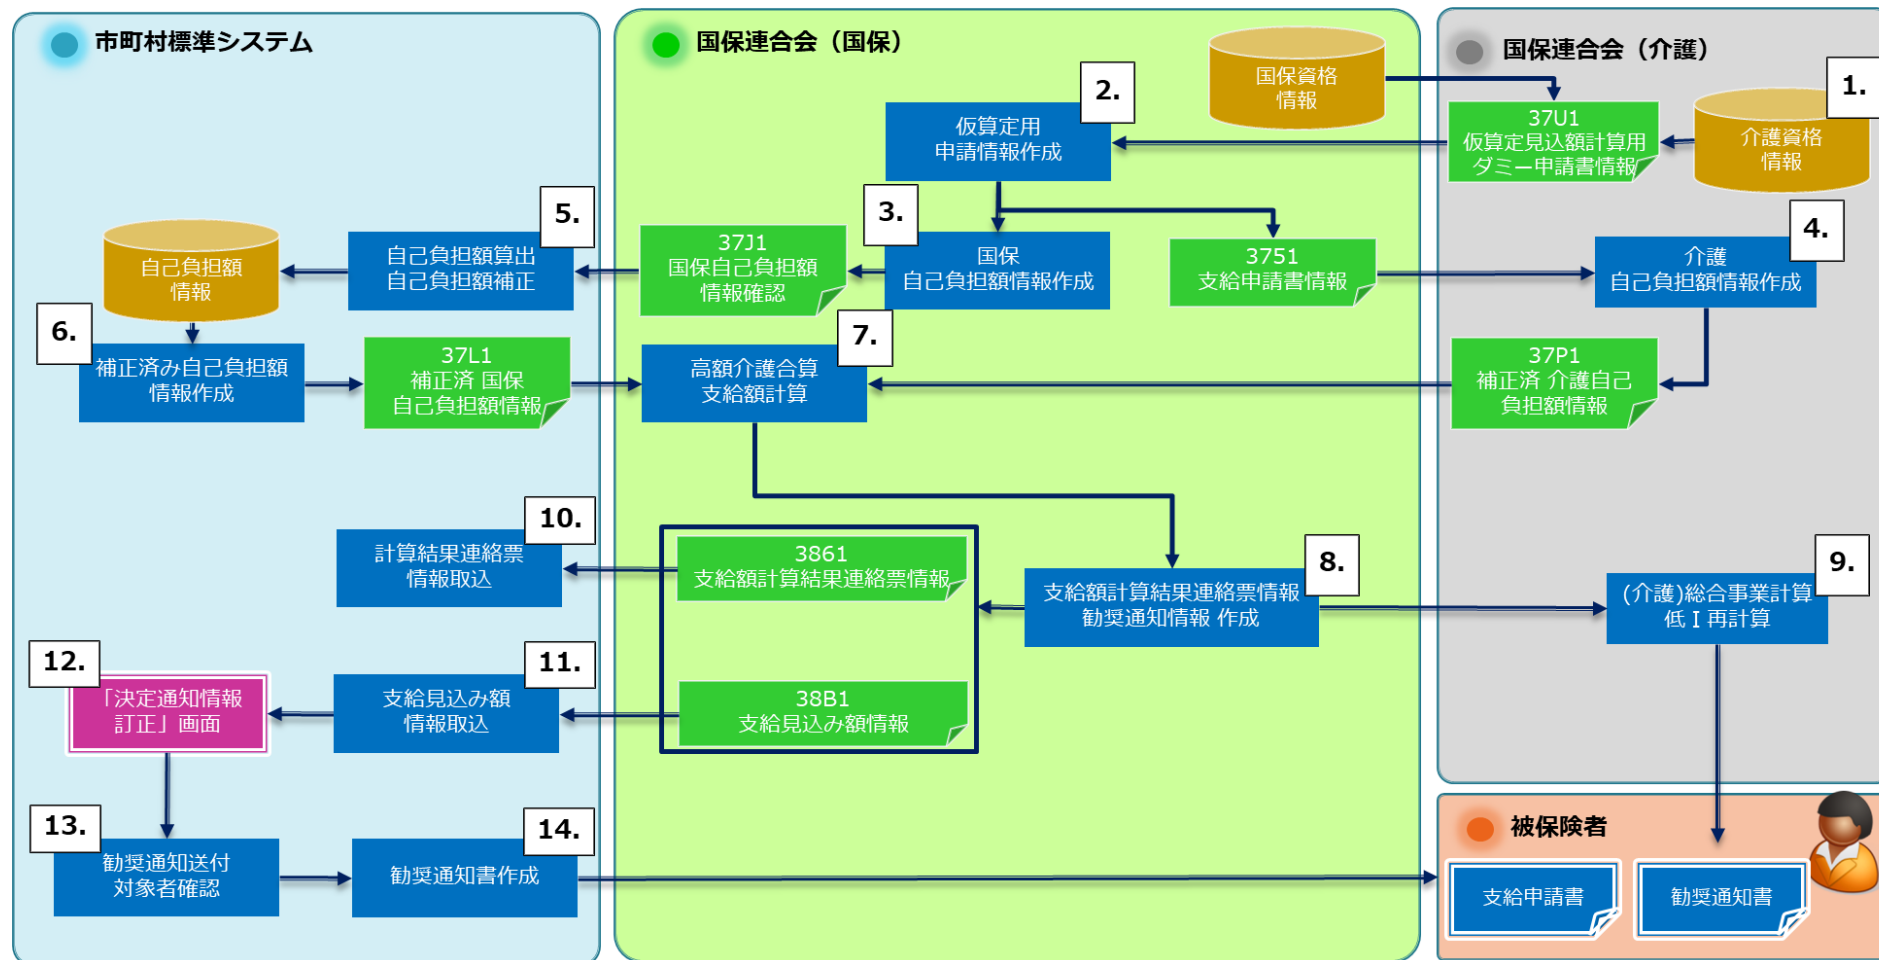 市町村標準システム
国保連合会（国保）
国保連合会（介護）
国保資格
情報
1.
介護資格
情報
37U1
仮算定見込額計算用
ダミー申請書情報
2.
仮算定用
申請情報作成
3.
国保
自己負担額情報作成
3751
支給申請書情報
4.
介護
自己負担額情報作成
37J1
国保自己負担額
情報確認
5.
自己負担額算出
自己負担額補正
自己負担額
情報
6.
補正済み自己負担額
情報作成
37L1
補正済 国保
自己負担額情報
7.
高額介護合算
支給額計算
37P1
補正済 介護自己
負担額情報
8.
支給額計算結果連絡票情報
勧奨通知情報 作成
9.
(介護)総合事業計算
低Ⅰ再計算
3861
支給額計算結果連絡票情報
10.
計算結果連絡票
情報取込
38B1
支給見込み額情報
11.
支給見込み額
情報取込
12.
「決定通知情報
訂正」画面
13.
勧奨通知送付
対象者確認
14.
勧奨通知書作成
被保険者
支給申請書
勧奨通知書